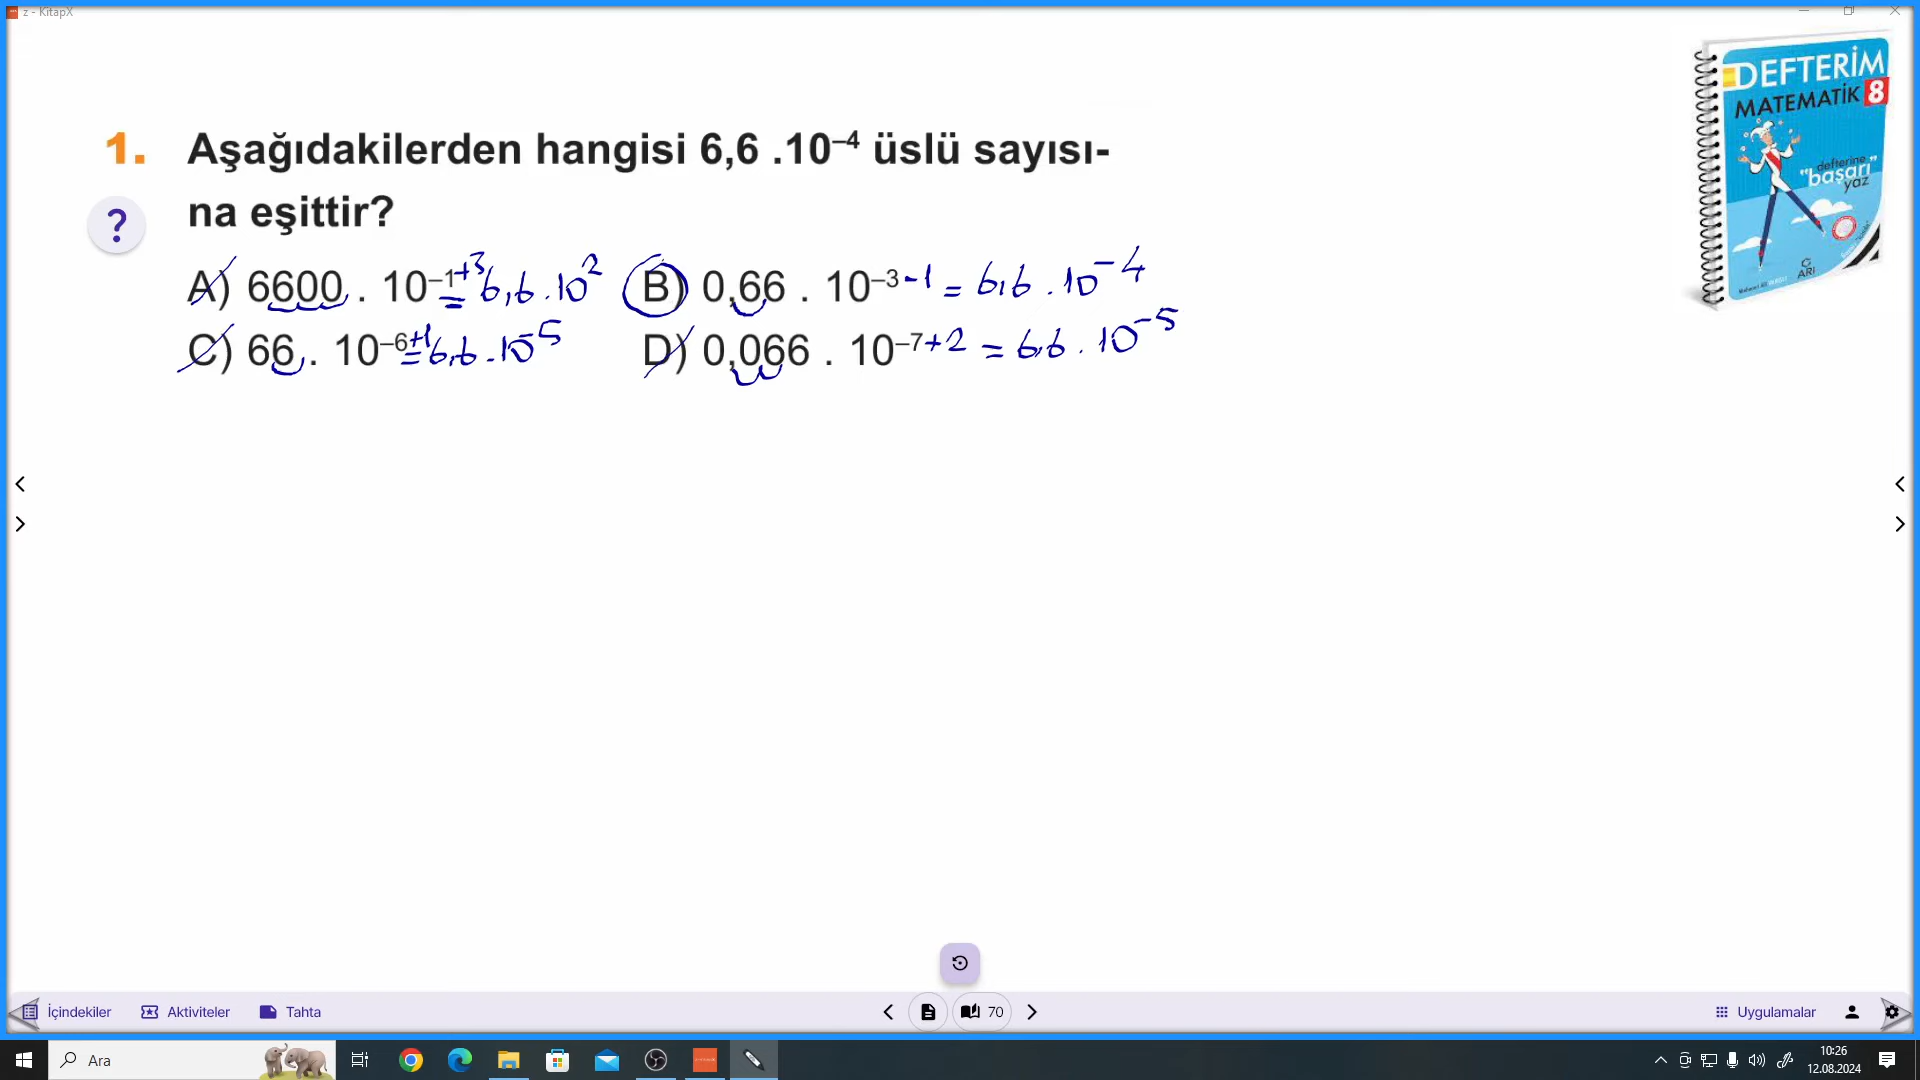 z - KitapX
DEFTERİM
MATEMATİK 8
defterine
"başarı"
yaz
ARI
1. Aşağıdakilerden hangisi 6,6 .10⁻⁴ üslü sayısı-
na eşittir?
A) 6600 . 10⁻¹⁺³ = 6,6 . 10² B) 0,66 . 10⁻³⁻¹ = 6,6 . 10⁻⁴
C) 66 . 10⁻⁶⁺¹ = 6,6 . 10⁻⁵ D) 0,066 . 10⁻⁷⁺² = 6,6 . 10⁻⁵
?
İçindekiler Aktiviteler Tahta 70 Uygulamalar
Ara 10:26
12.08.2024